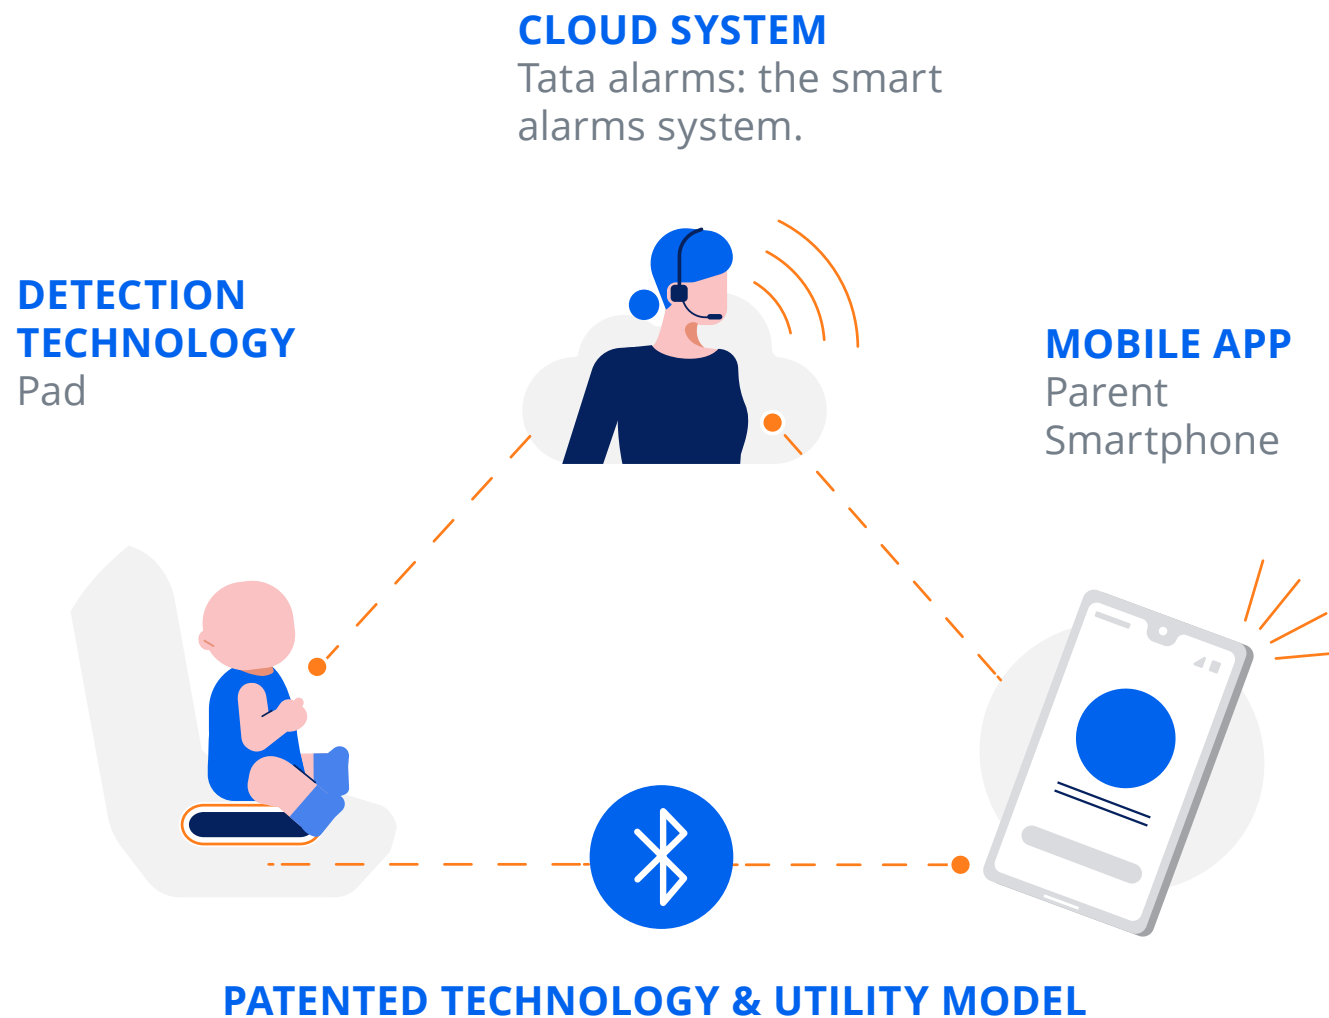 CLOUD SYSTEM
Tata alarms: the smart
alarms system.
DETECTION
TECHNOLOGY
Pad
MOBILE APP
Parent
Smartphone
PATENTED TECHNOLOGY & UTILITY MODEL